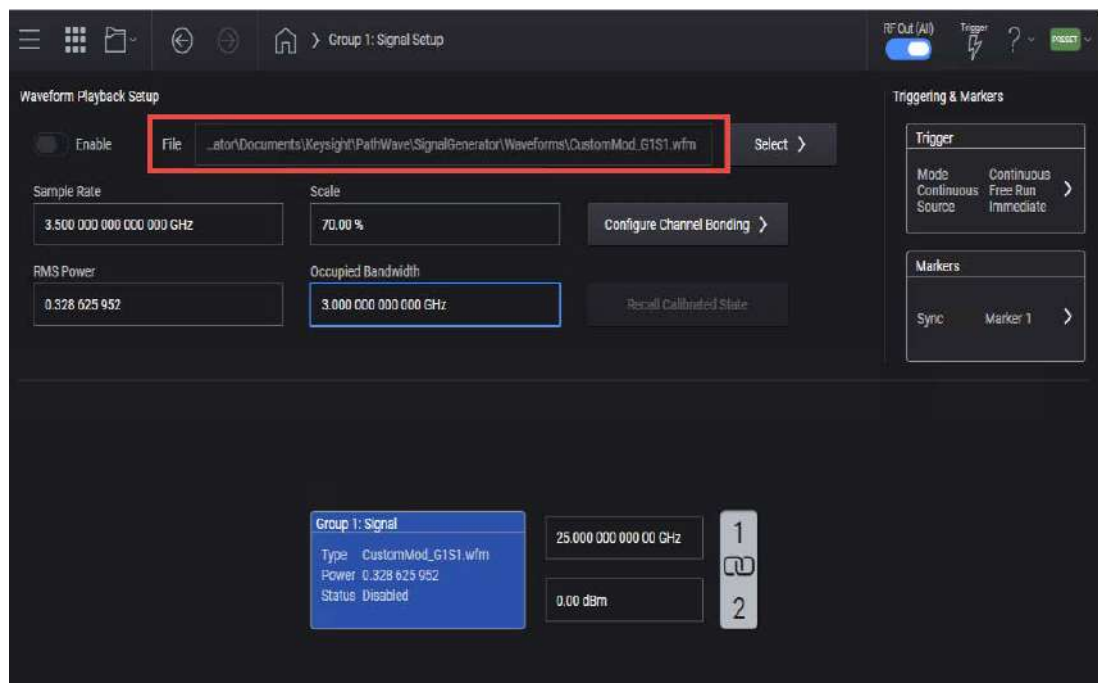 Group 1: Signal Setup
RF Out (All)
Trigger
?
PRESET
Waveform Playback Setup
Enable
File
...ator\Documents\Keysight\PathWave\SignalGenerator\Waveforms\CustomMod_G1S1.wfm
Select
Sample Rate
3.500 000 000 000 000 GHz
Scale
70.00 %
Configure Channel Bonding
RMS Power
0.328 625 952
Occupied Bandwidth
3.000 000 000 000 GHz
Recall Calibrated State
Triggering & Markers
Trigger
Mode Continuous
Continuous Free Run
Source Immediate
Markers
Sync Marker 1
Group 1: Signal
Type CustomMod_G1S1.wfm
Power 0.328 625 952
Status Disabled
25.000 000 000 00 GHz
0.00 dBm
1
2